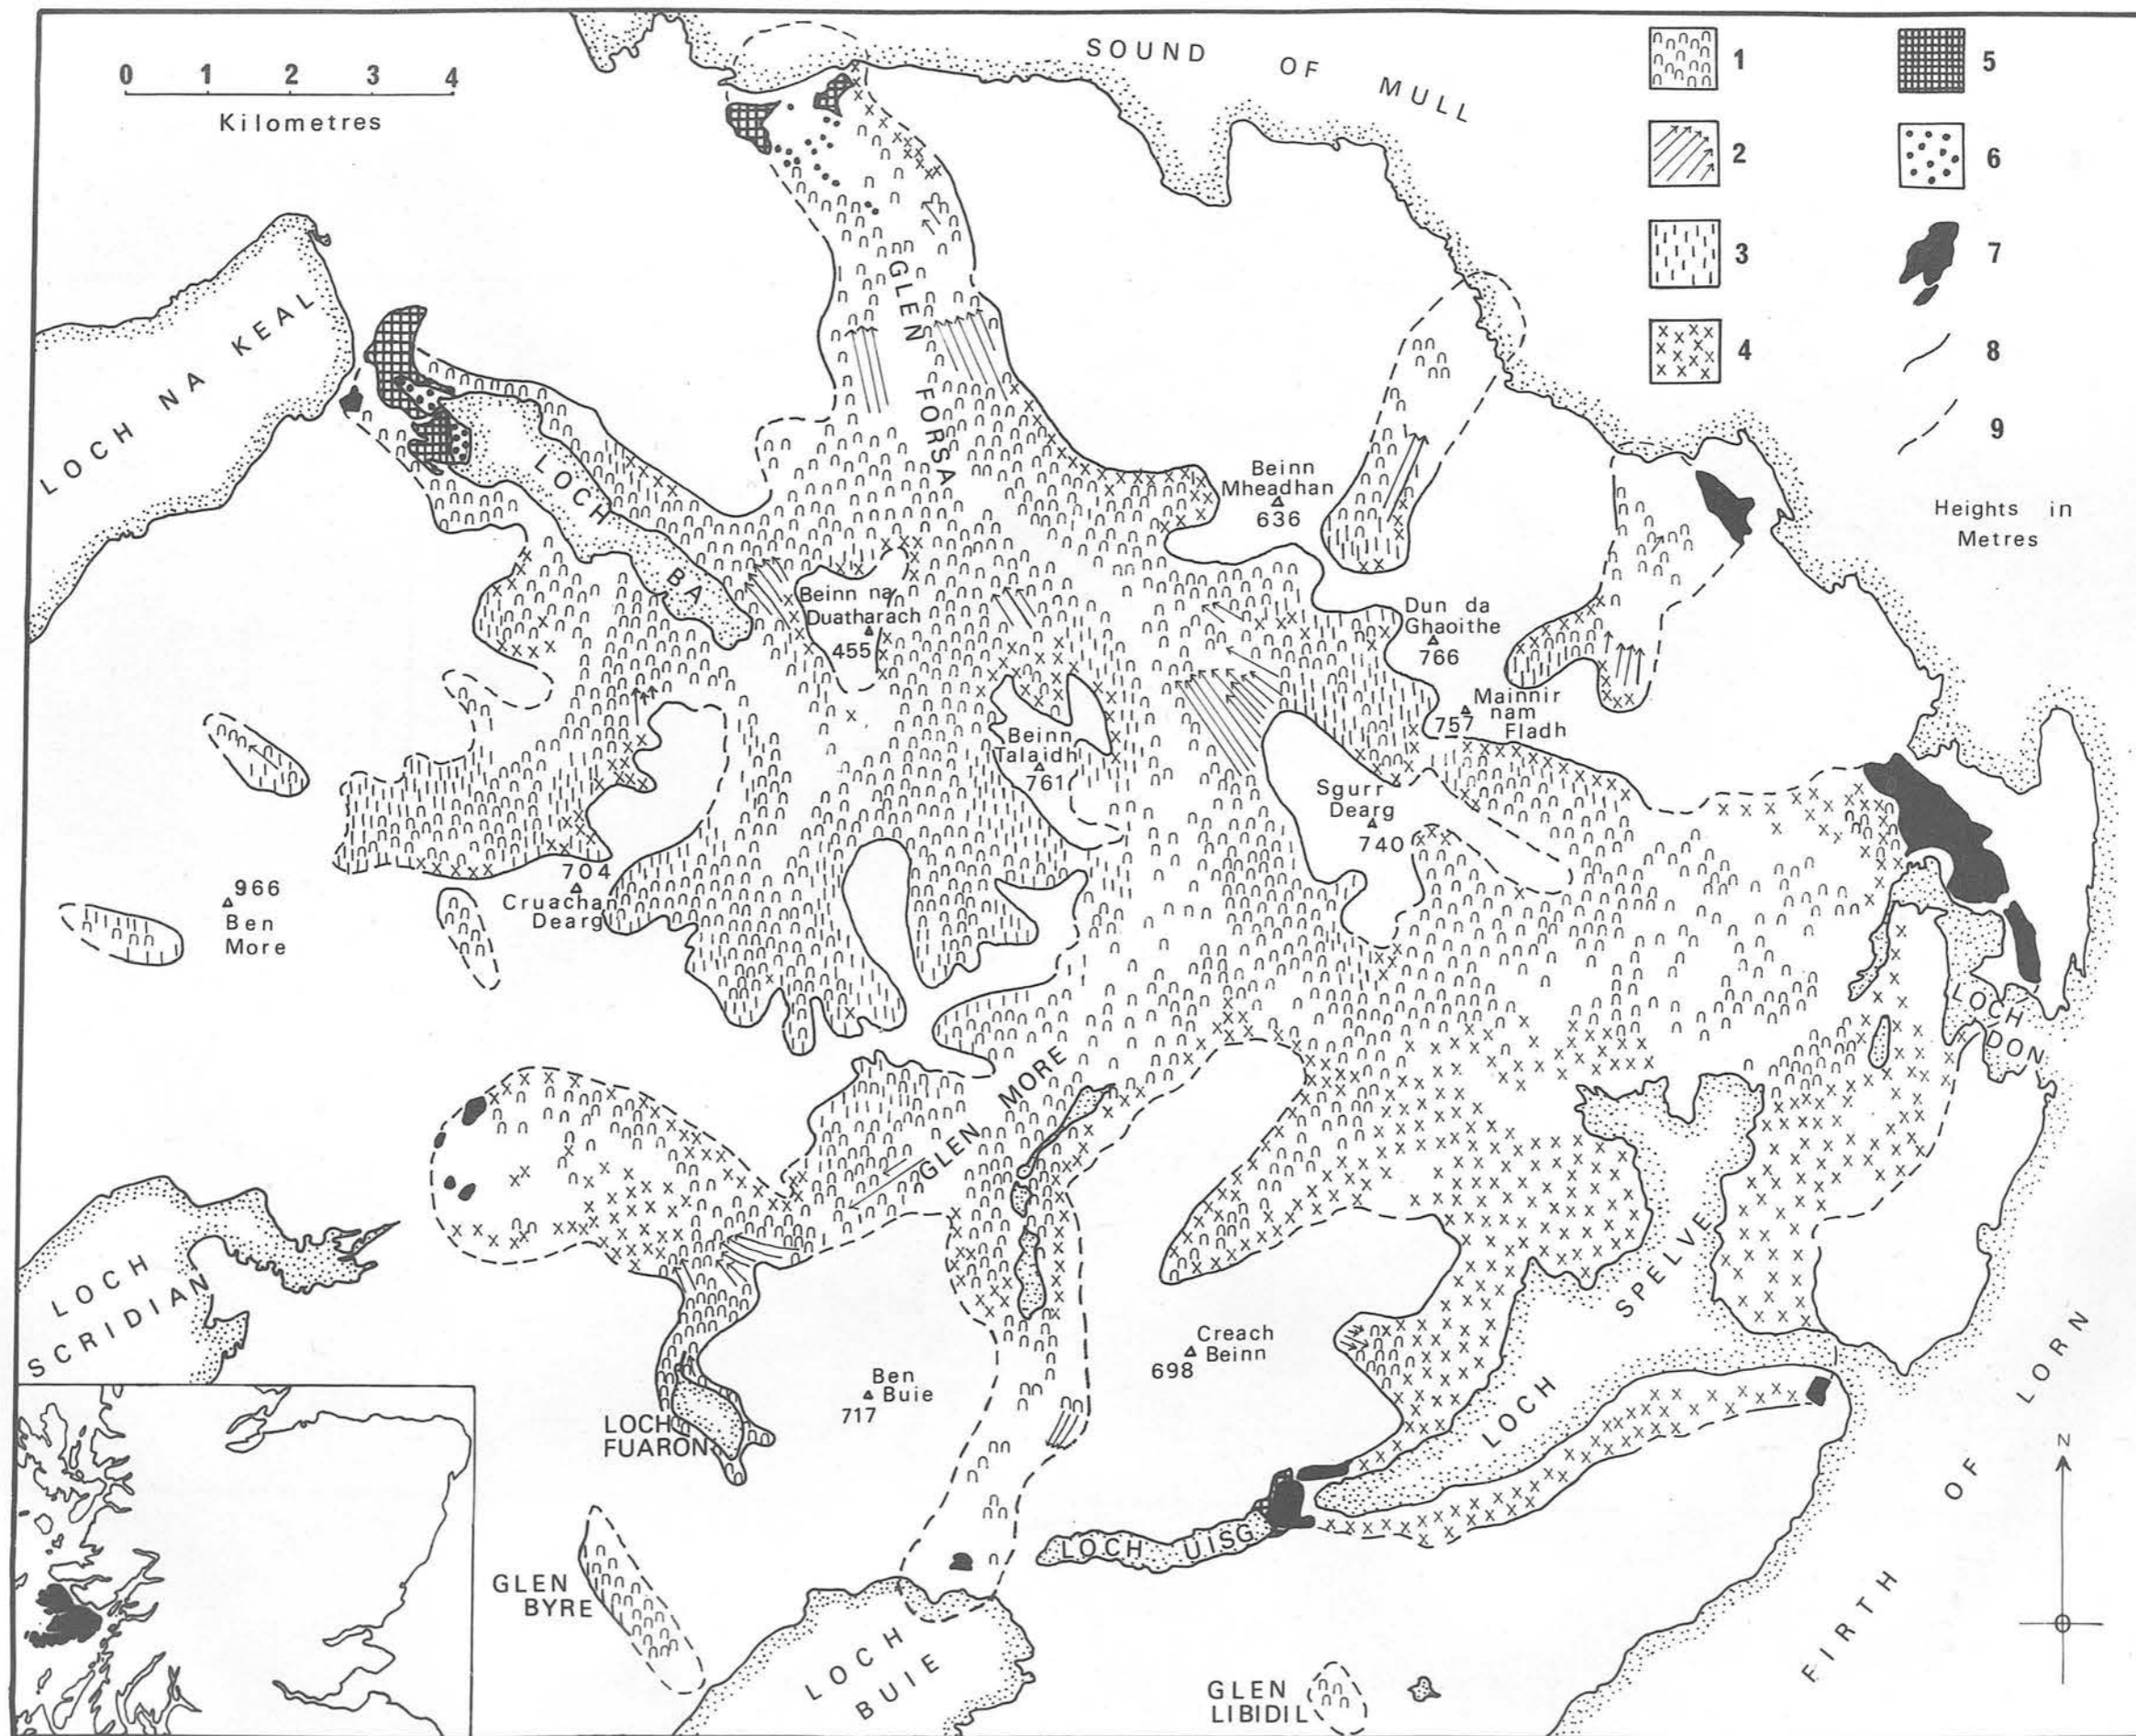 0 1 2 3 4
Kilometres
SOUND OF MULL
1
2
3
4
5
6
7
8
9
Heights in
Metres
LOCH NA KEAL
GLEN FORSA
LOCH BA
Beinn
Mheadhan
636
Beinn na
Duatharach
455
Dun da
Ghaoithe
766
Mainnir
nam
Fladh
757
Beinn
Talaidh
761
Sgurr
Dearg
740
966
Ben
More
704
Cruachan
Dearg
LOCH
DON
GLEN MORE
LOCH
SCRIDIAN
LOCH SPELVE
Creach
Beinn
698
Ben
Buie
717
LOCH
FUARON
LOCH UISG
GLEN
BYRE
LOCH
BUIE
GLEN
LIBIDIL
FIRTH OF LORN
N